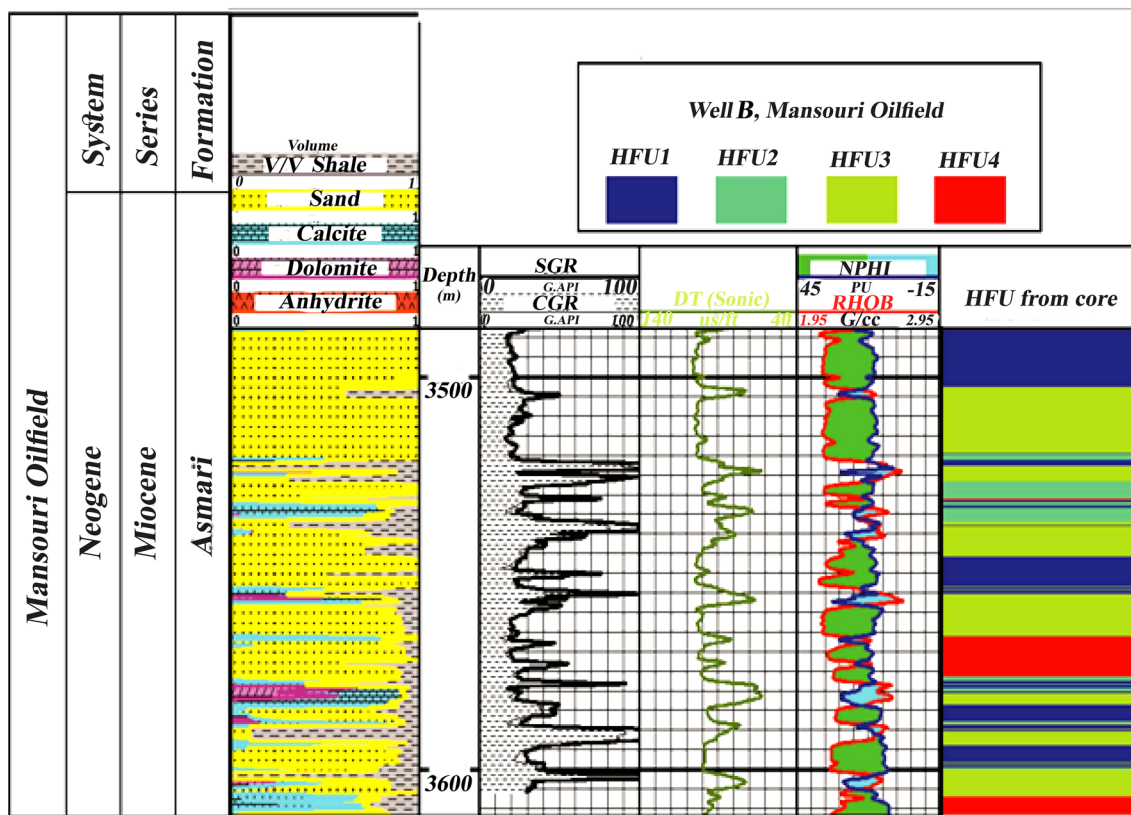 System
Series
Formation
Mansouri Oilfield
Neogene
Miocene
Asmari
Volume
V/V Shale
0 1
Sand
1
Calcite
0 1
Dolomite
0 1
Anhydrite
0 1
Depth
(m)
SGR
0 G.API 100
CGR
0 G.API 100
DT (Sonic)
140 us/ft 40
NPHI
45 PU -15
RHOB
1.95 G/cc 2.95
HFU from core
Well B, Mansouri Oilfield
HFU1 HFU2 HFU3 HFU4
3500
3600